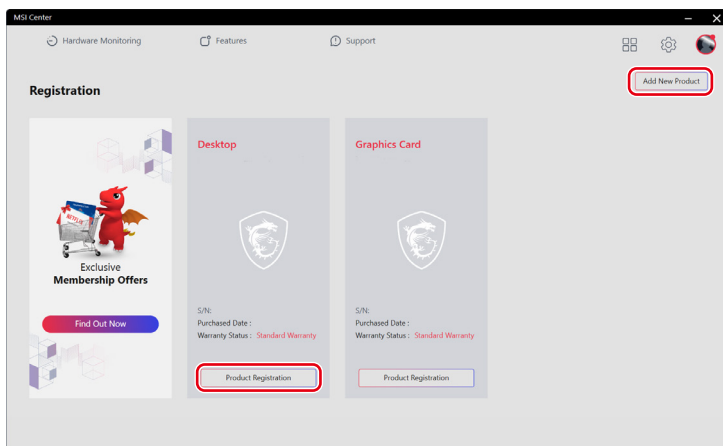 MSI Center
Hardware Monitoring
Features
Support
Add New Product
Registration
NETFLIX
Exclusive
Membership Offers
Find Out Now
Desktop
S/N:
Purchased Date :
Warranty Status : Standard Warranty
Product Registration
Graphics Card
S/N:
Purchased Date :
Warranty Status : Standard Warranty
Product Registration